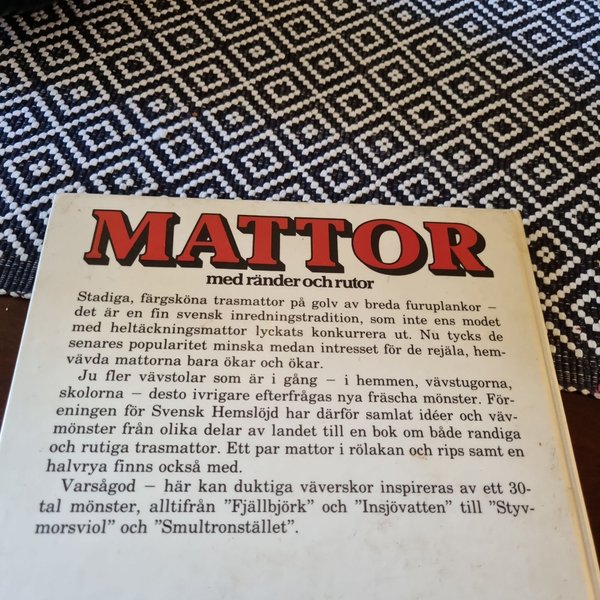 MATTOR
med ränder och rutor
Stadiga, färgsköna trasmattor på golv av breda furuplankor –
det är en fin svensk inredningstradition, som inte ens modet
med heltäckningsmattor lyckats konkurrera ut. Nu tycks de
senares popularitet minska medan intresset för de rejäla, hem-
vävda mattorna bara ökar och ökar.
Ju fler vävstolar som är i gång – i hemmen, vävstugorna,
skolorna – desto ivrigare efterfrågas nya fräscha mönster. För-
eningen för Svensk Hemslöjd har därför samlat idéer och väv-
mönster från olika delar av landet till en bok om både randiga
och rutiga trasmattor. Ett par mattor i rölakan och rips samt en
halvrya finns också med.
Varsågod – här kan duktiga väverskor inspireras av ett 30-
tal mönster, alltifrån "Fjällbjörk" och "Insjövatten" till "Styv-
morsviol" och "Smultronstället".